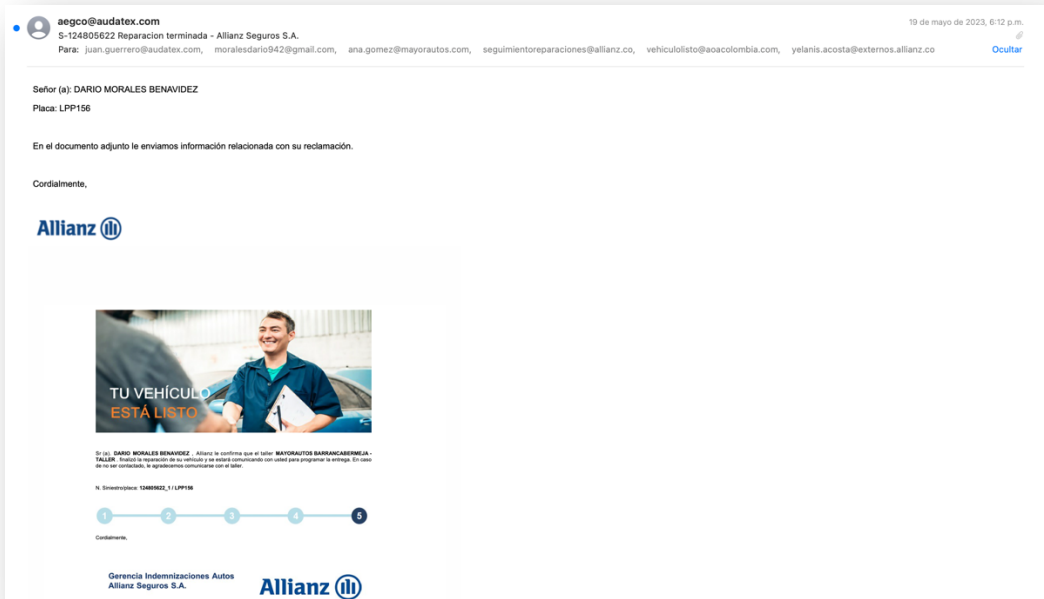 aegco@audatex.com
19 de mayo de 2023, 6:12 p.m.
S-124805622 Reparacion terminada - Allianz Seguros S.A.
Para: juan.guerrero@audatex.com, moralesdario942@gmail.com, ana.gomez@mayorautos.com, seguimientoreparaciones@allianz.co, vehiculolisto@aoacolombia.com, yelanis.acosta@externos.allianz.co
Ocultar
Señor (a): DARIO MORALES BENAVIDEZ
Placa: LPP156
En el documento adjunto le enviamos información relacionada con su reclamación.
Cordialmente,
Allianz
TU VEHÍCULO
ESTÁ LISTO
Sr (a). DARIO MORALES BENAVIDEZ , Allianz le confirma que el taller MAYORAUTOS BARRANCABERMEJA -
TALLER , finalizó la reparación de su vehículo y se estará comunicando con usted para programar la entrega. En caso
de no ser contactado, le agradecemos comunicarse con el taller.
N. Siniestro/placa: 124805622_1 / LPP156
1 2 3 4 5
Cordialmente,
Gerencia Indemnizaciones Autos
Allianz Seguros S.A.
Allianz